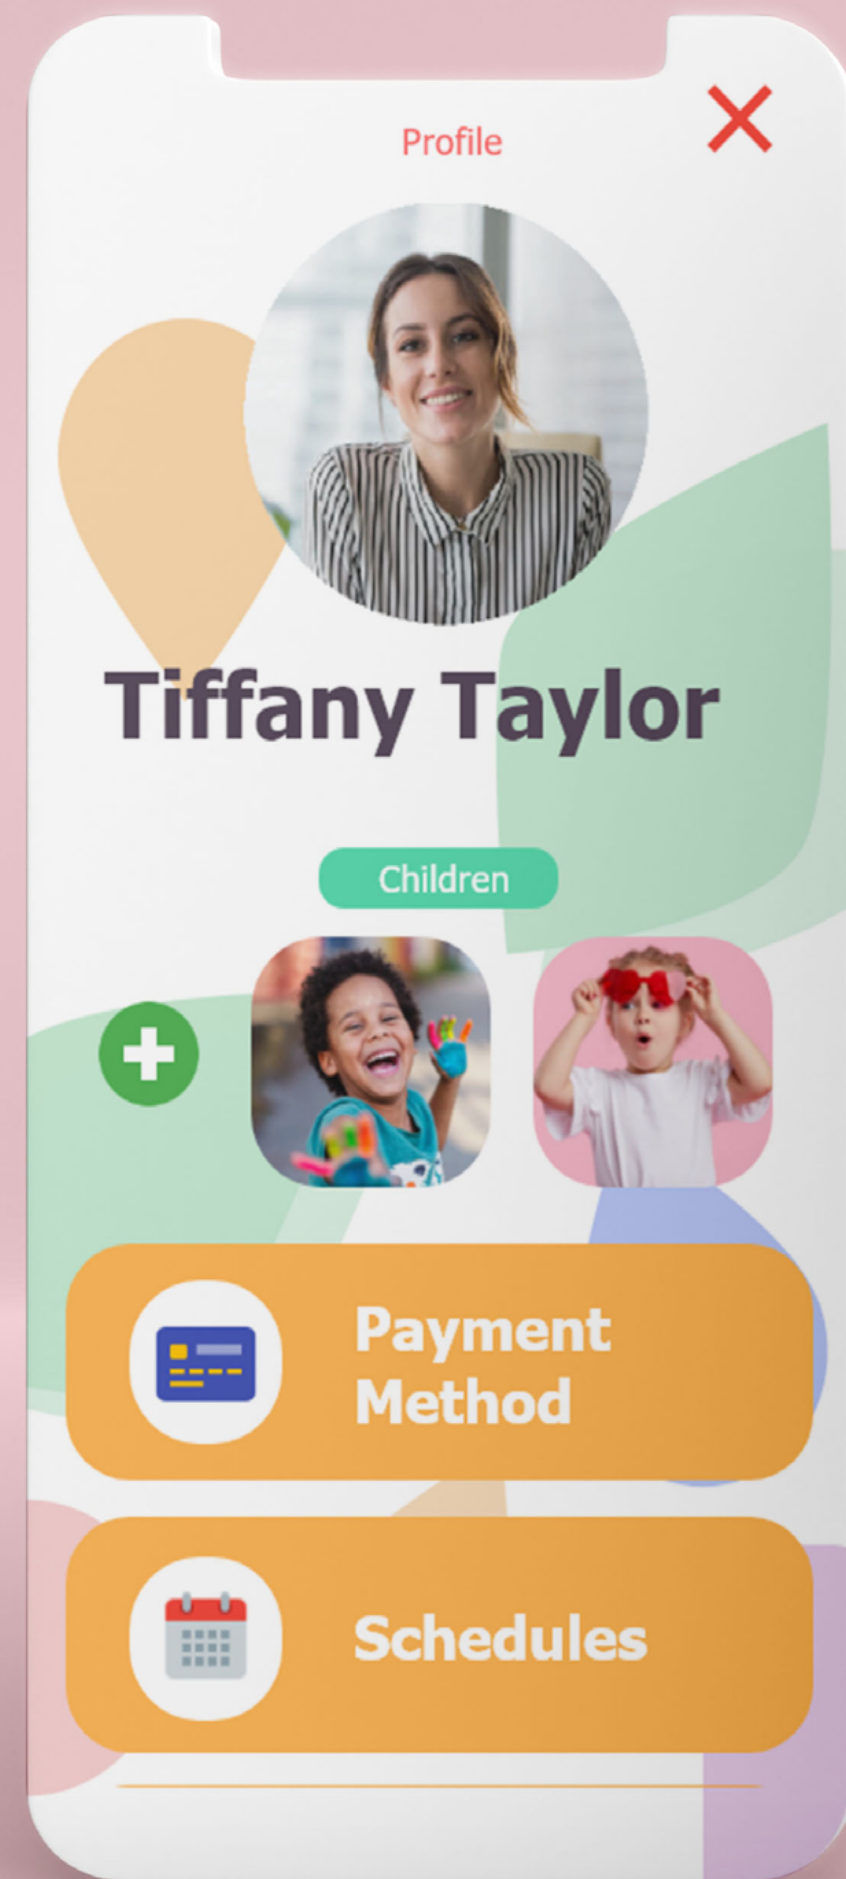 Profile
Tiffany Taylor
Children
Payment
Method
Schedules